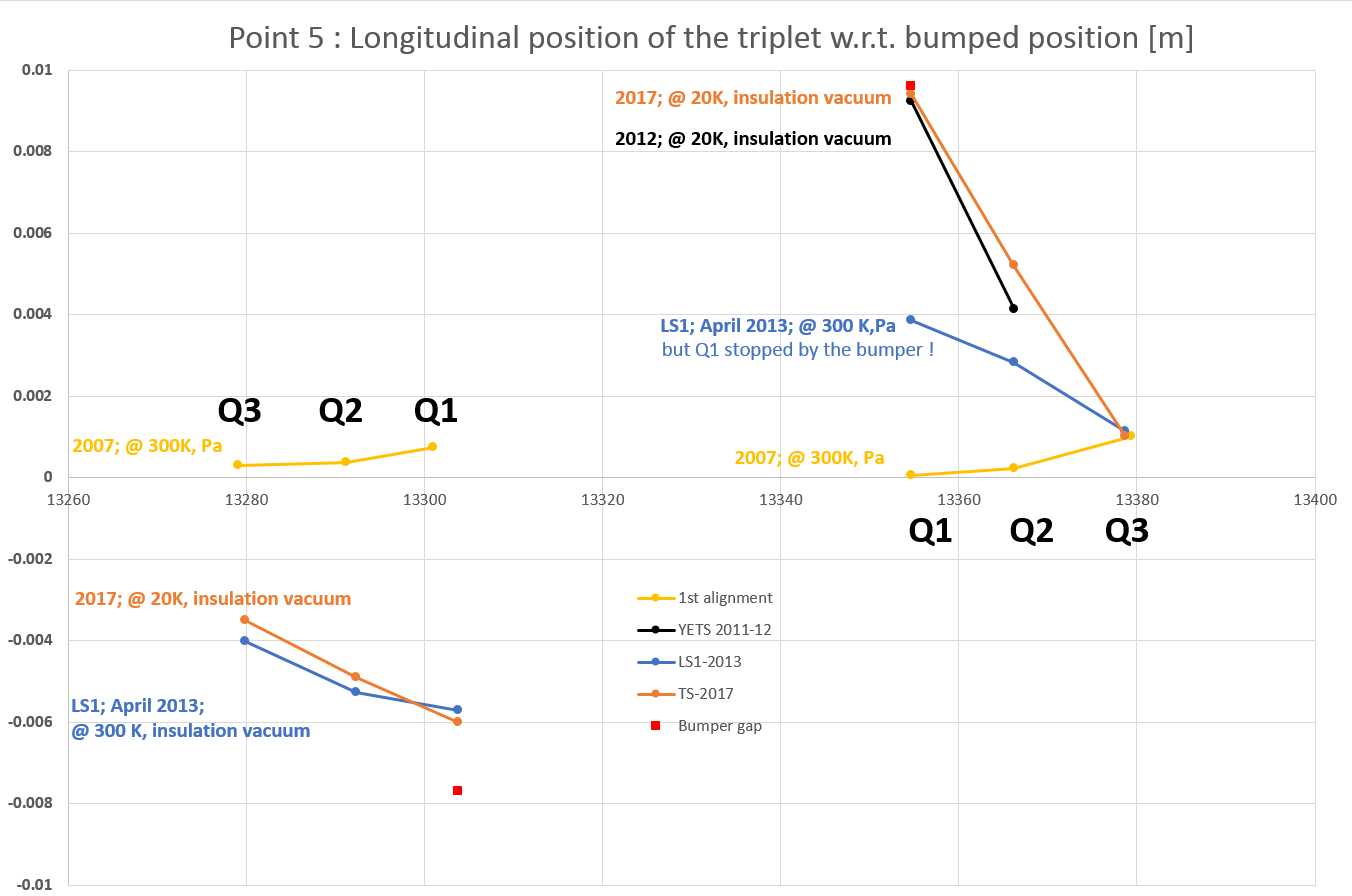 Point 5 : Longitudinal position of the triplet w.r.t. bumped position [m]
0.01
2017; @ 20K, insulation vacuum
2012; @ 20K, insulation vacuum
0.008
0.006
0.004
LS1; April 2013; @ 300 K,Pa
but Q1 stopped by the bumper !
0.002
Q3 Q2 Q1
2007; @ 300K, Pa
2007; @ 300K, Pa
0
13260 13280 13300 13320 13340 13360 13380 13400
Q1 Q2 Q3
-0.002
2017; @ 20K, insulation vacuum
1st alignment
YETS 2011-12
-0.004
LS1-2013
TS-2017
LS1; April 2013;
@ 300 K, insulation vacuum
-0.006
Bumper gap
-0.008
-0.01